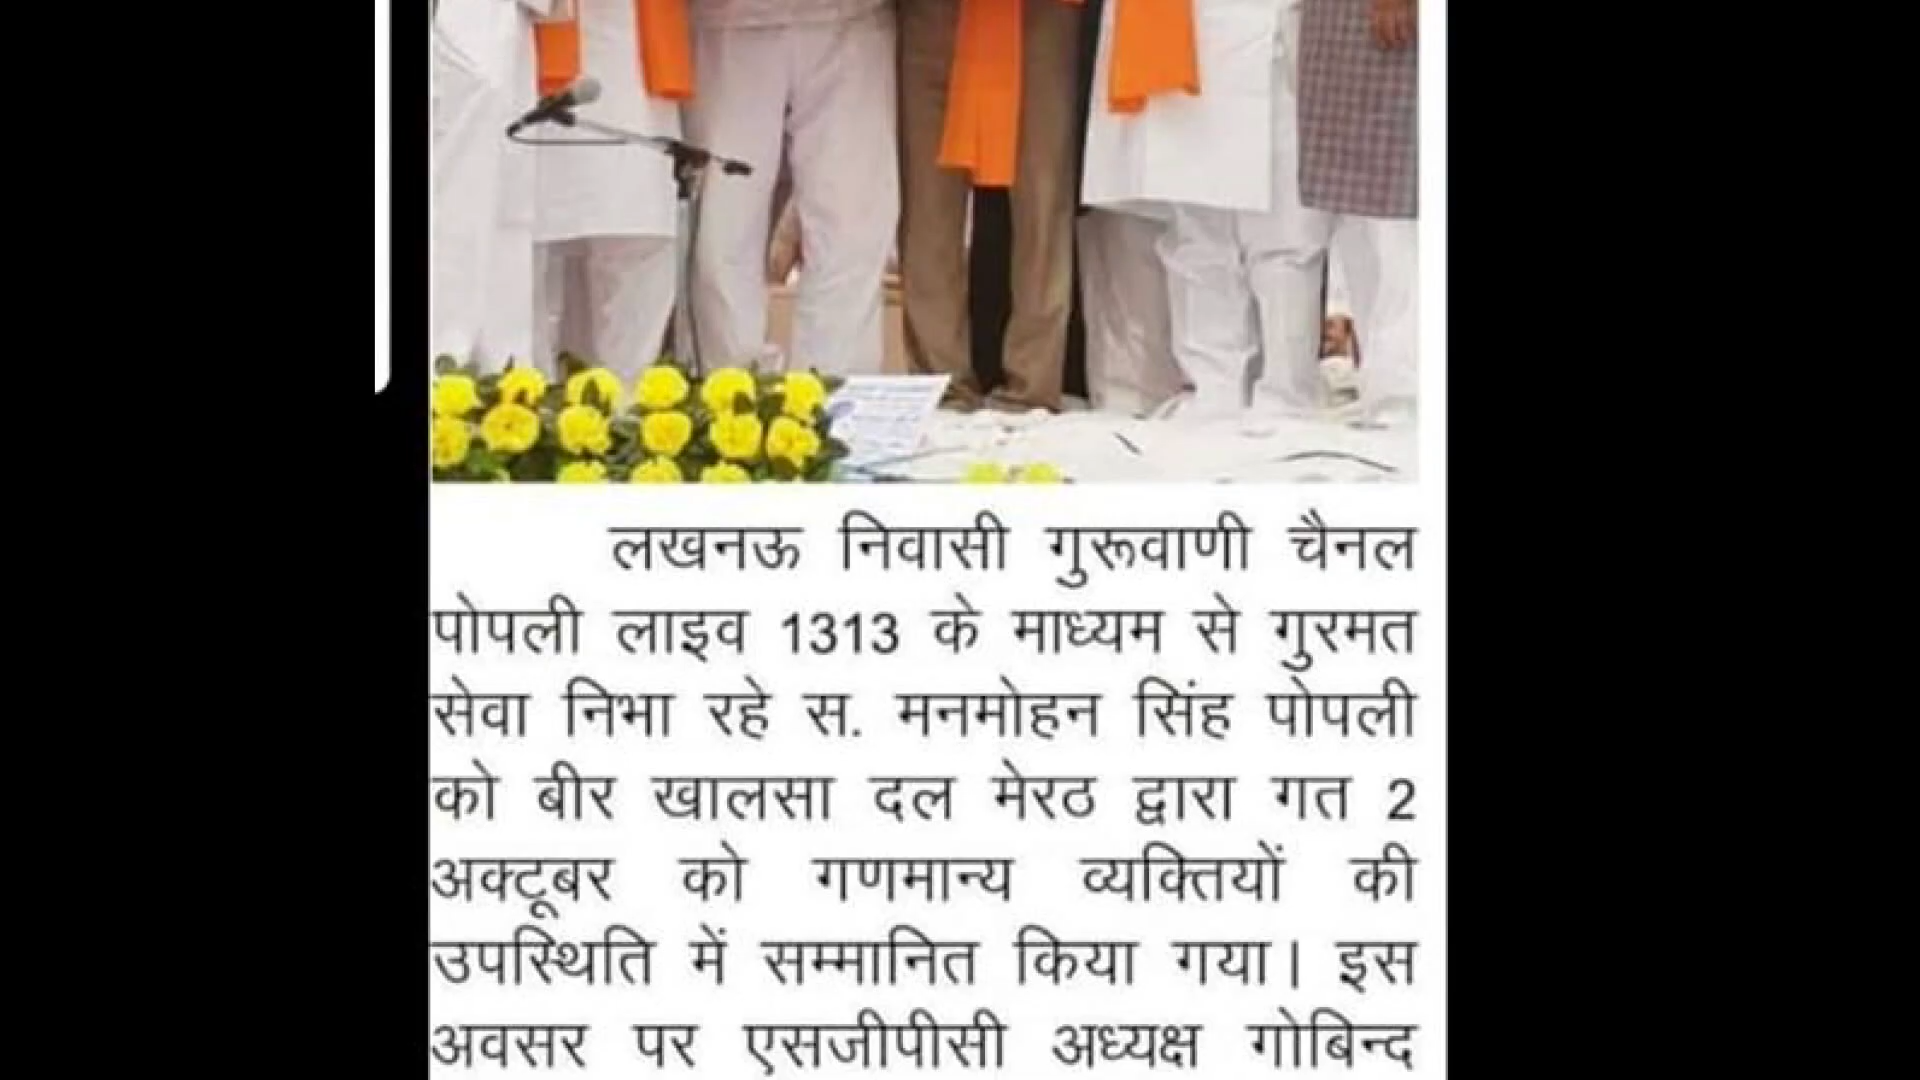 लखनऊ निवासी गुरूवाणी चैनल
पोपली लाइव 1313 के माध्यम से गुरमत
सेवा निभा रहे स. मनमोहन सिंह पोपली
को बीर खालसा दल मेरठ द्वारा गत 2
अक्टूबर को गणमान्य व्यक्तियों की
उपस्थिति में सम्मानित किया गया। इस
अवसर पर एसजीपीसी अध्यक्ष गोबिन्द